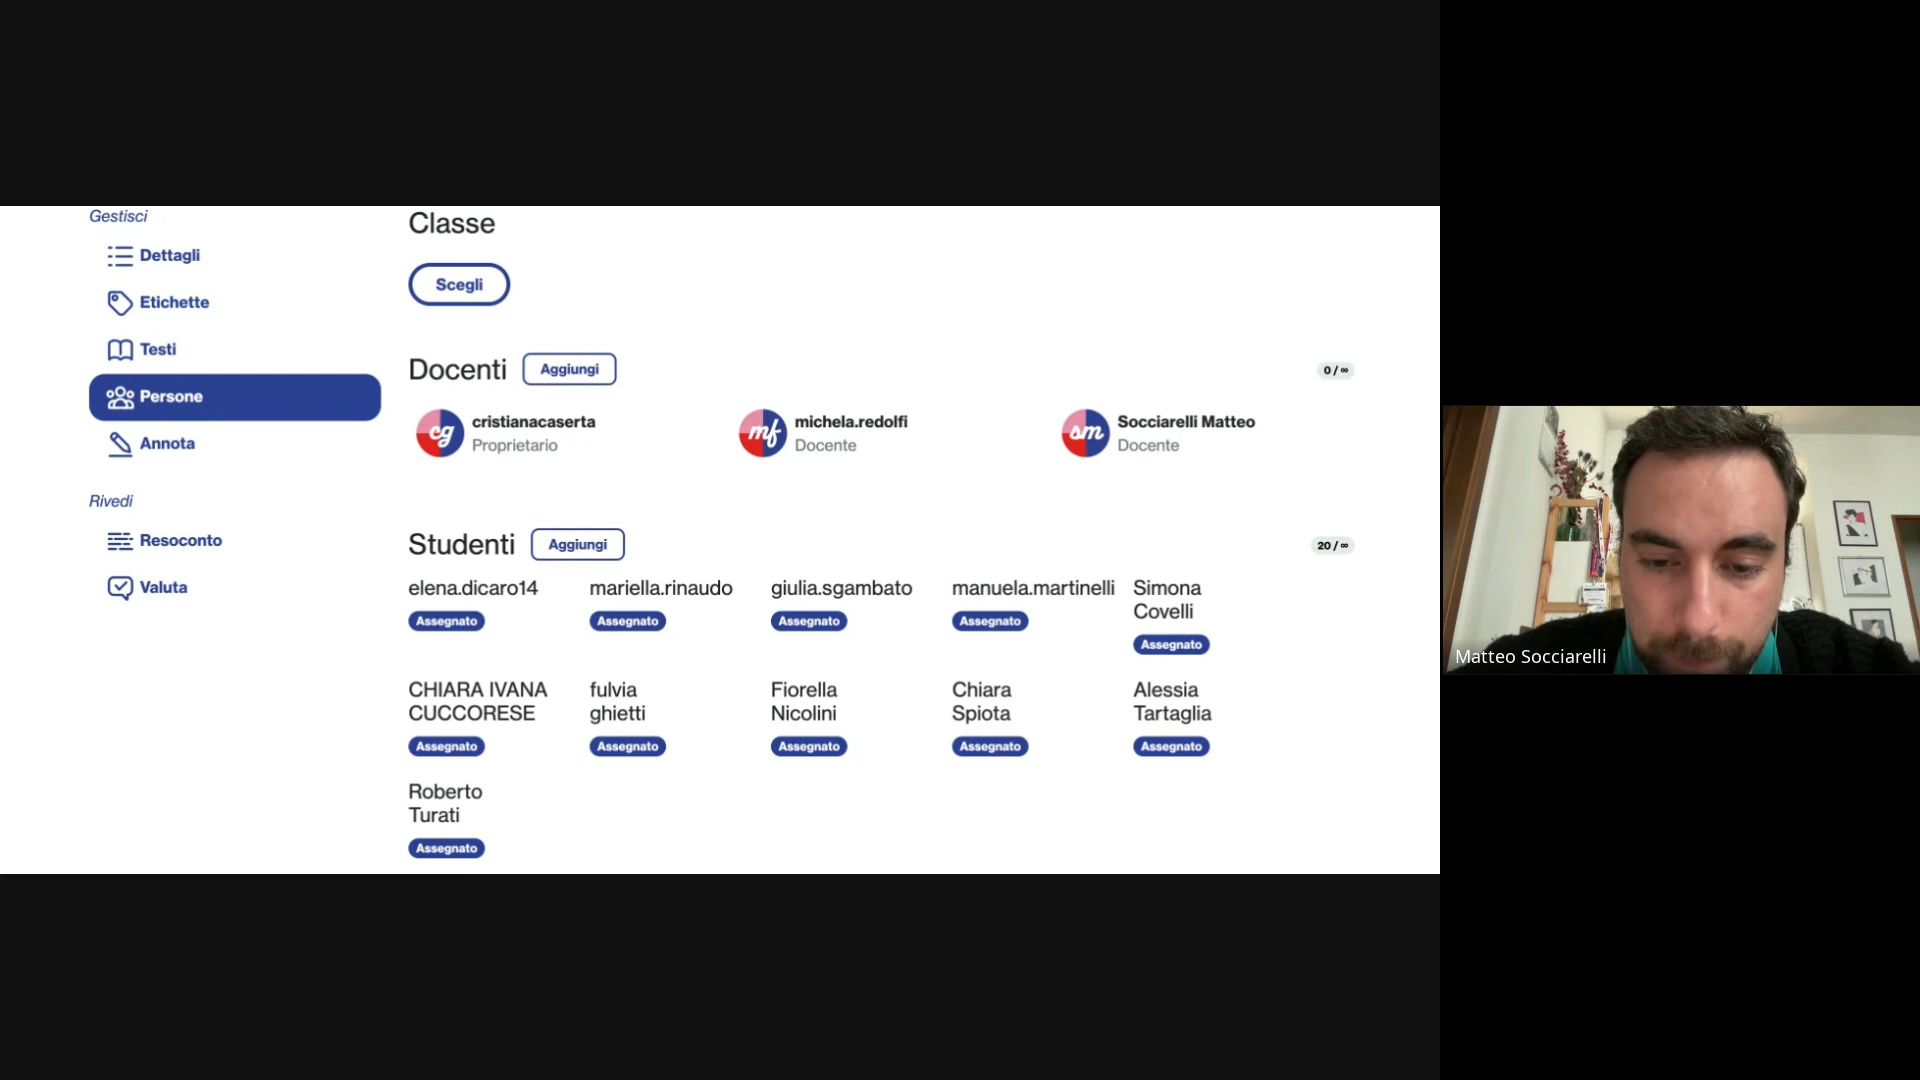 Gestisci
Dettagli
Etichette
Testi
Persone
Annota
Rivedi
Resoconto
Valuta
Classe
Scegli
Docenti Aggiungi 0 / ∞
cg cristianacaserta
Proprietario
mf michela.redolfi
Docente
sm Socciarelli Matteo
Docente
Studenti Aggiungi 20 / ∞
elena.dicaro14
Assegnato
mariella.rinaudo
Assegnato
giulia.sgambato
Assegnato
manuela.martinelli
Assegnato
Simona
Covelli
Assegnato
CHIARA IVANA
CUCCORESE
Assegnato
fulvia
ghietti
Assegnato
Fiorella
Nicolini
Assegnato
Chiara
Spiota
Assegnato
Alessia
Tartaglia
Assegnato
Roberto
Turati
Assegnato
Matteo Socciarelli